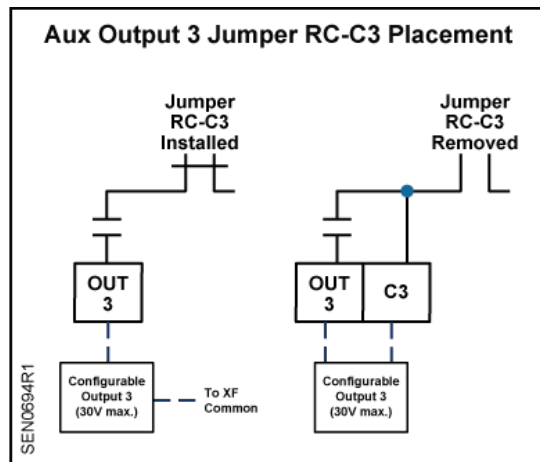 Aux Output 3 Jumper RC-C3 Placement
Jumper
RC-C3
Installed
Jumper
RC-C3
Removed
OUT
3
OUT
3
C3
Configurable
Output 3
(30V max.)
To XF
Common
Configurable
Output 3
(30V max.)
SEN0694R1